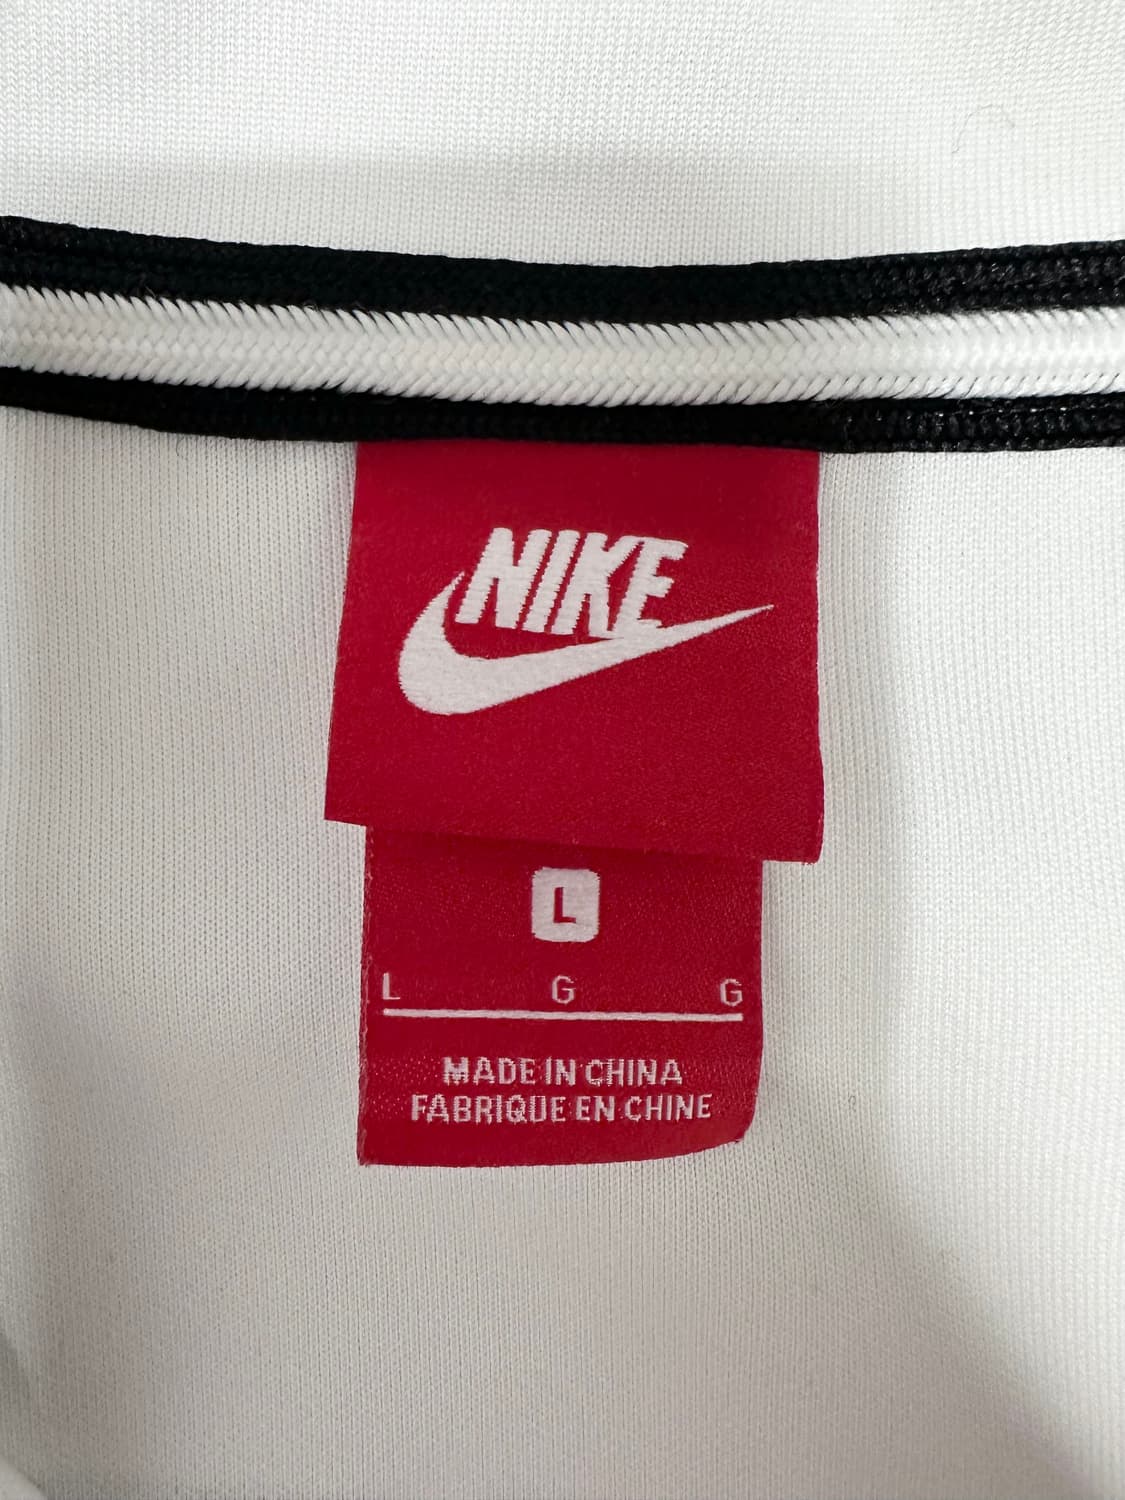 NIKE
L
L G G
MADE IN CHINA
FABRIQUE EN CHINE